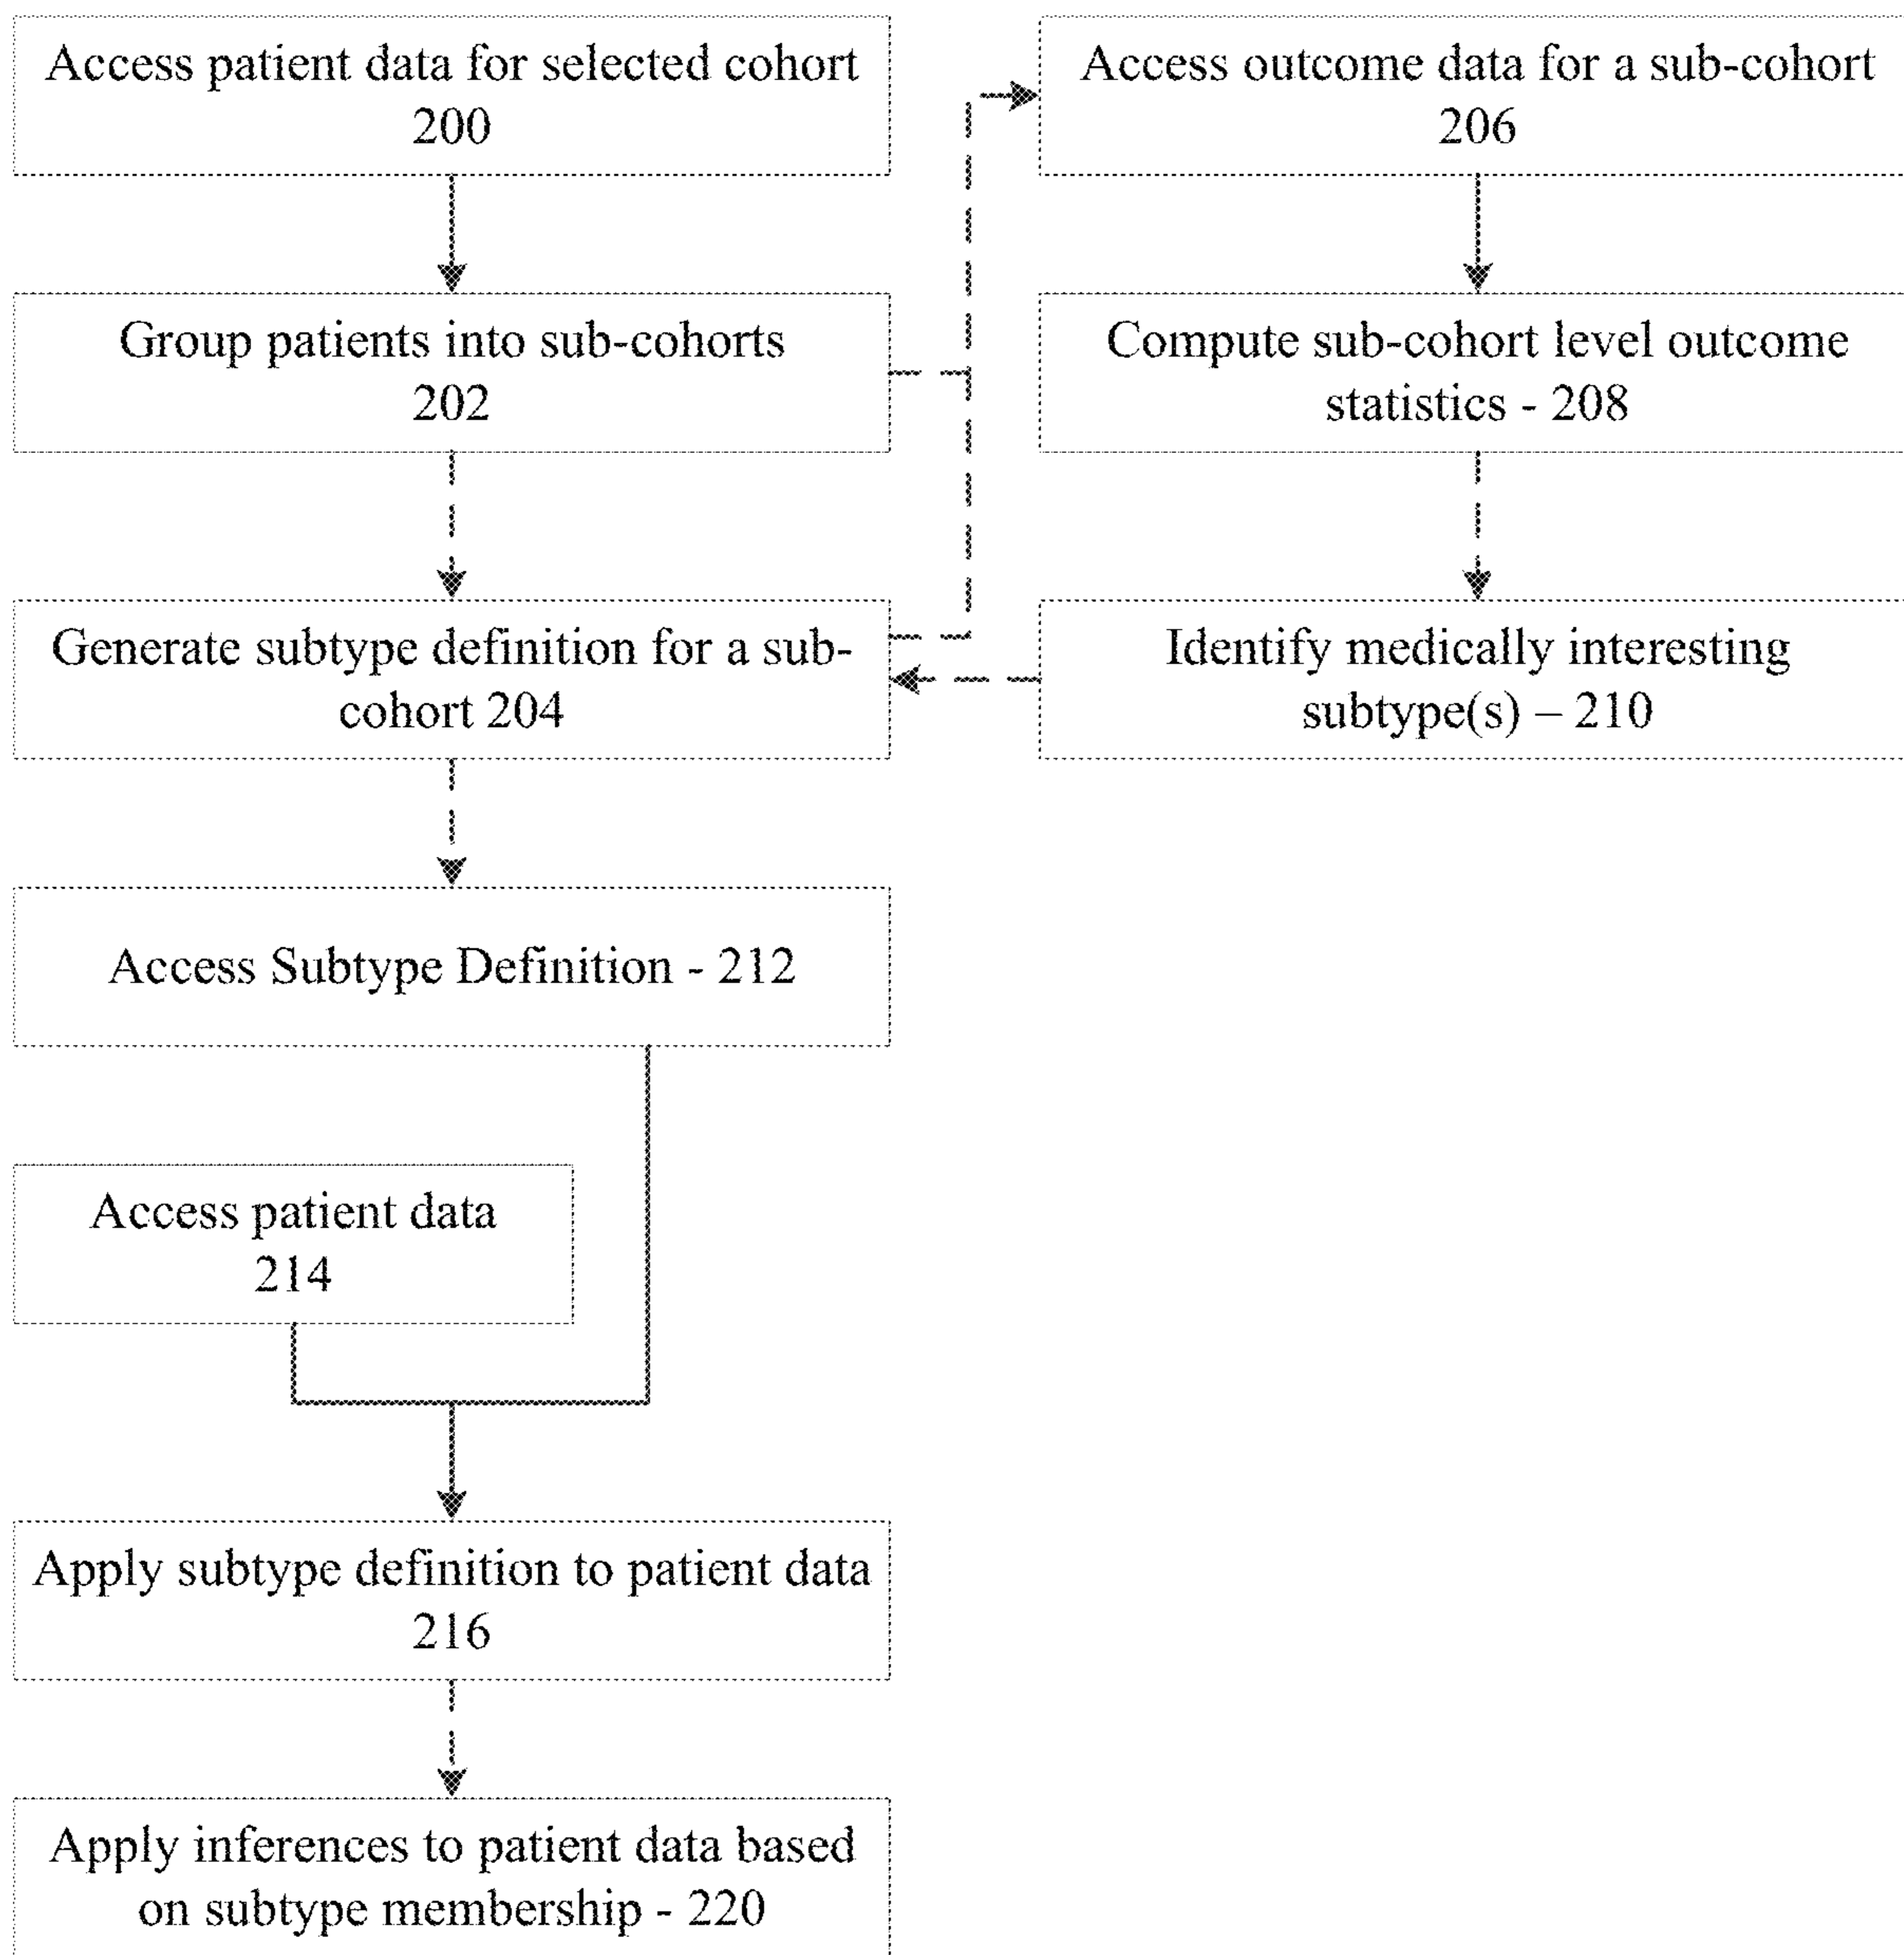 Access patient data for selected cohort
200
Group patients into sub-cohorts
202
Generate subtype definition for a sub-
cohort 204
Access outcome data for a sub-cohort
206
Compute sub-cohort level outcome
statistics - 208
Identify medically interesting
subtype(s) – 210
Access Subtype Definition - 212
Access patient data
214
Apply subtype definition to patient data
216
Apply inferences to patient data based
on subtype membership - 220